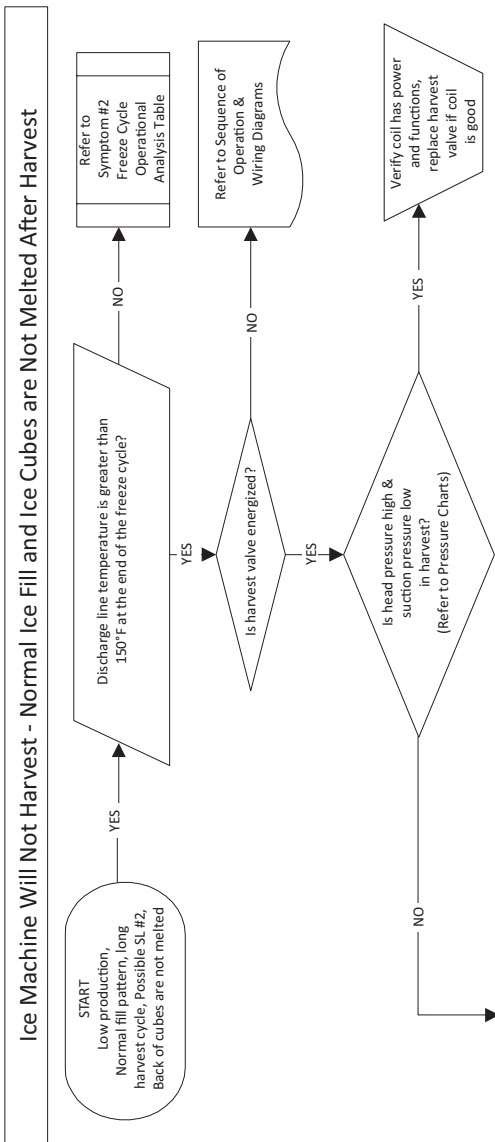 Ice Machine Will Not Harvest - Normal Ice Fill and Ice Cubes are Not Melted After Harvest
START
Low production,
Normal fill pattern, long
harvest cycle, Possible SL #2,
Back of cubes are not melted
YES
Discharge line temperature is greater than
150°F at the end of the freeze cycle?
NO
Refer to
Symptom #2
Freeze Cycle
Operational
Analysis Table
YES
Is harvest valve energized?
NO
Refer to Sequence of
Operation &
Wiring Diagrams
YES
Is head pressure high &
suction pressure low
in harvest?
(Refer to Pressure Charts)
YES
Verify coil has power
and functions,
replace harvest
valve if coil
is good
NO